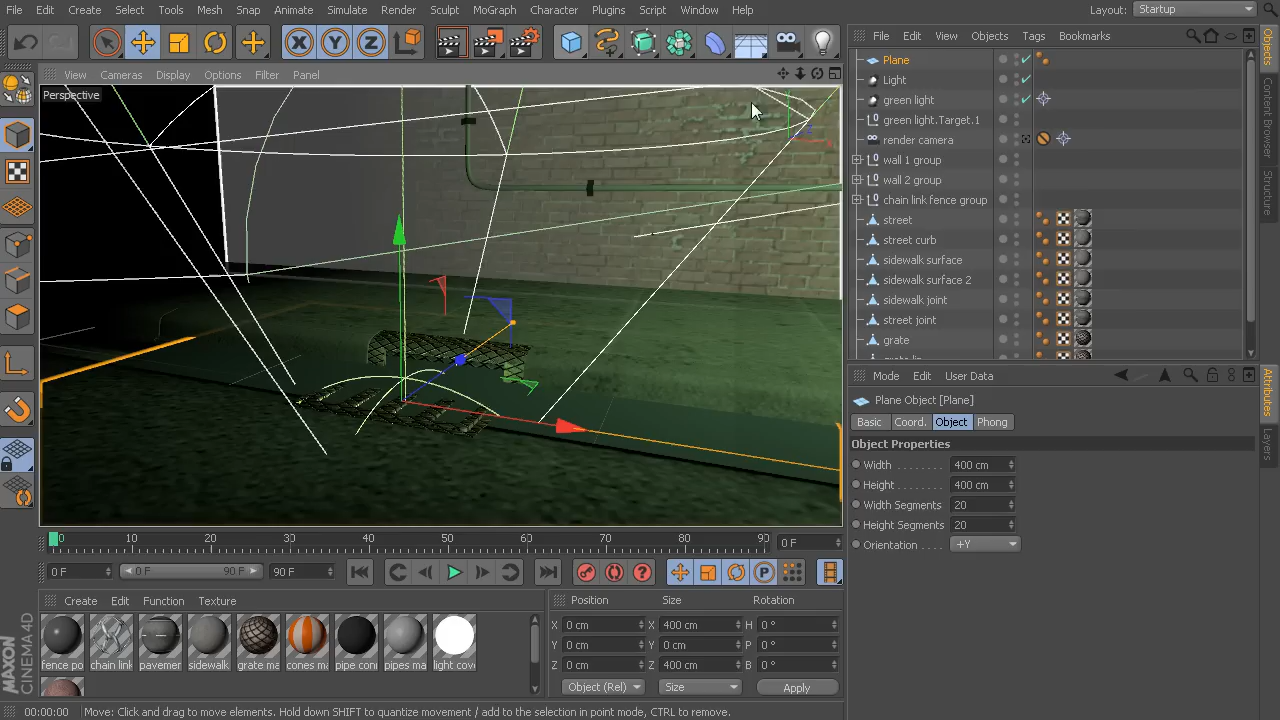 File Edit Create Select Tools Mesh Snap Animate Simulate Render Sculpt MoGraph Character Plugins Script Window Help Layout: Startup
File Edit View Objects Tags Bookmarks
View Cameras Display Options Filter Panel
Perspective
Plane
Light
green light
green light.Target.1
render camera
wall 1 group
wall 2 group
chain link fence group
street
street curb
sidewalk surface
sidewalk surface 2
sidewalk joint
street joint
grate
Objects
Content Browser
Structure
Mode Edit User Data
Plane Object [Plane]
Basic Coord. Object Phong
Object Properties
Width 400 cm
Height 400 cm
Width Segments 20
Height Segments 20
Orientation +Y
Attributes
Layers
0 10 20 30 40 50 60 70 80 90 0 F
0 F 0 F 90 F 90 F
Create Edit Function Texture
fence po chain link pavemer sidewalk grate ma cones ma pipe conn pipes ma light cov
Position Size Rotation
X 0 cm X 400 cm H 0 °
Y 0 cm Y 0 cm P 0 °
Z 0 cm Z 400 cm B 0 °
Object (Rel) Size Apply
MAXON CINEMA 4D
00:00:00 Move: Click and drag to move elements. Hold down SHIFT to quantize movement / add to the selection in point mode, CTRL to remove.